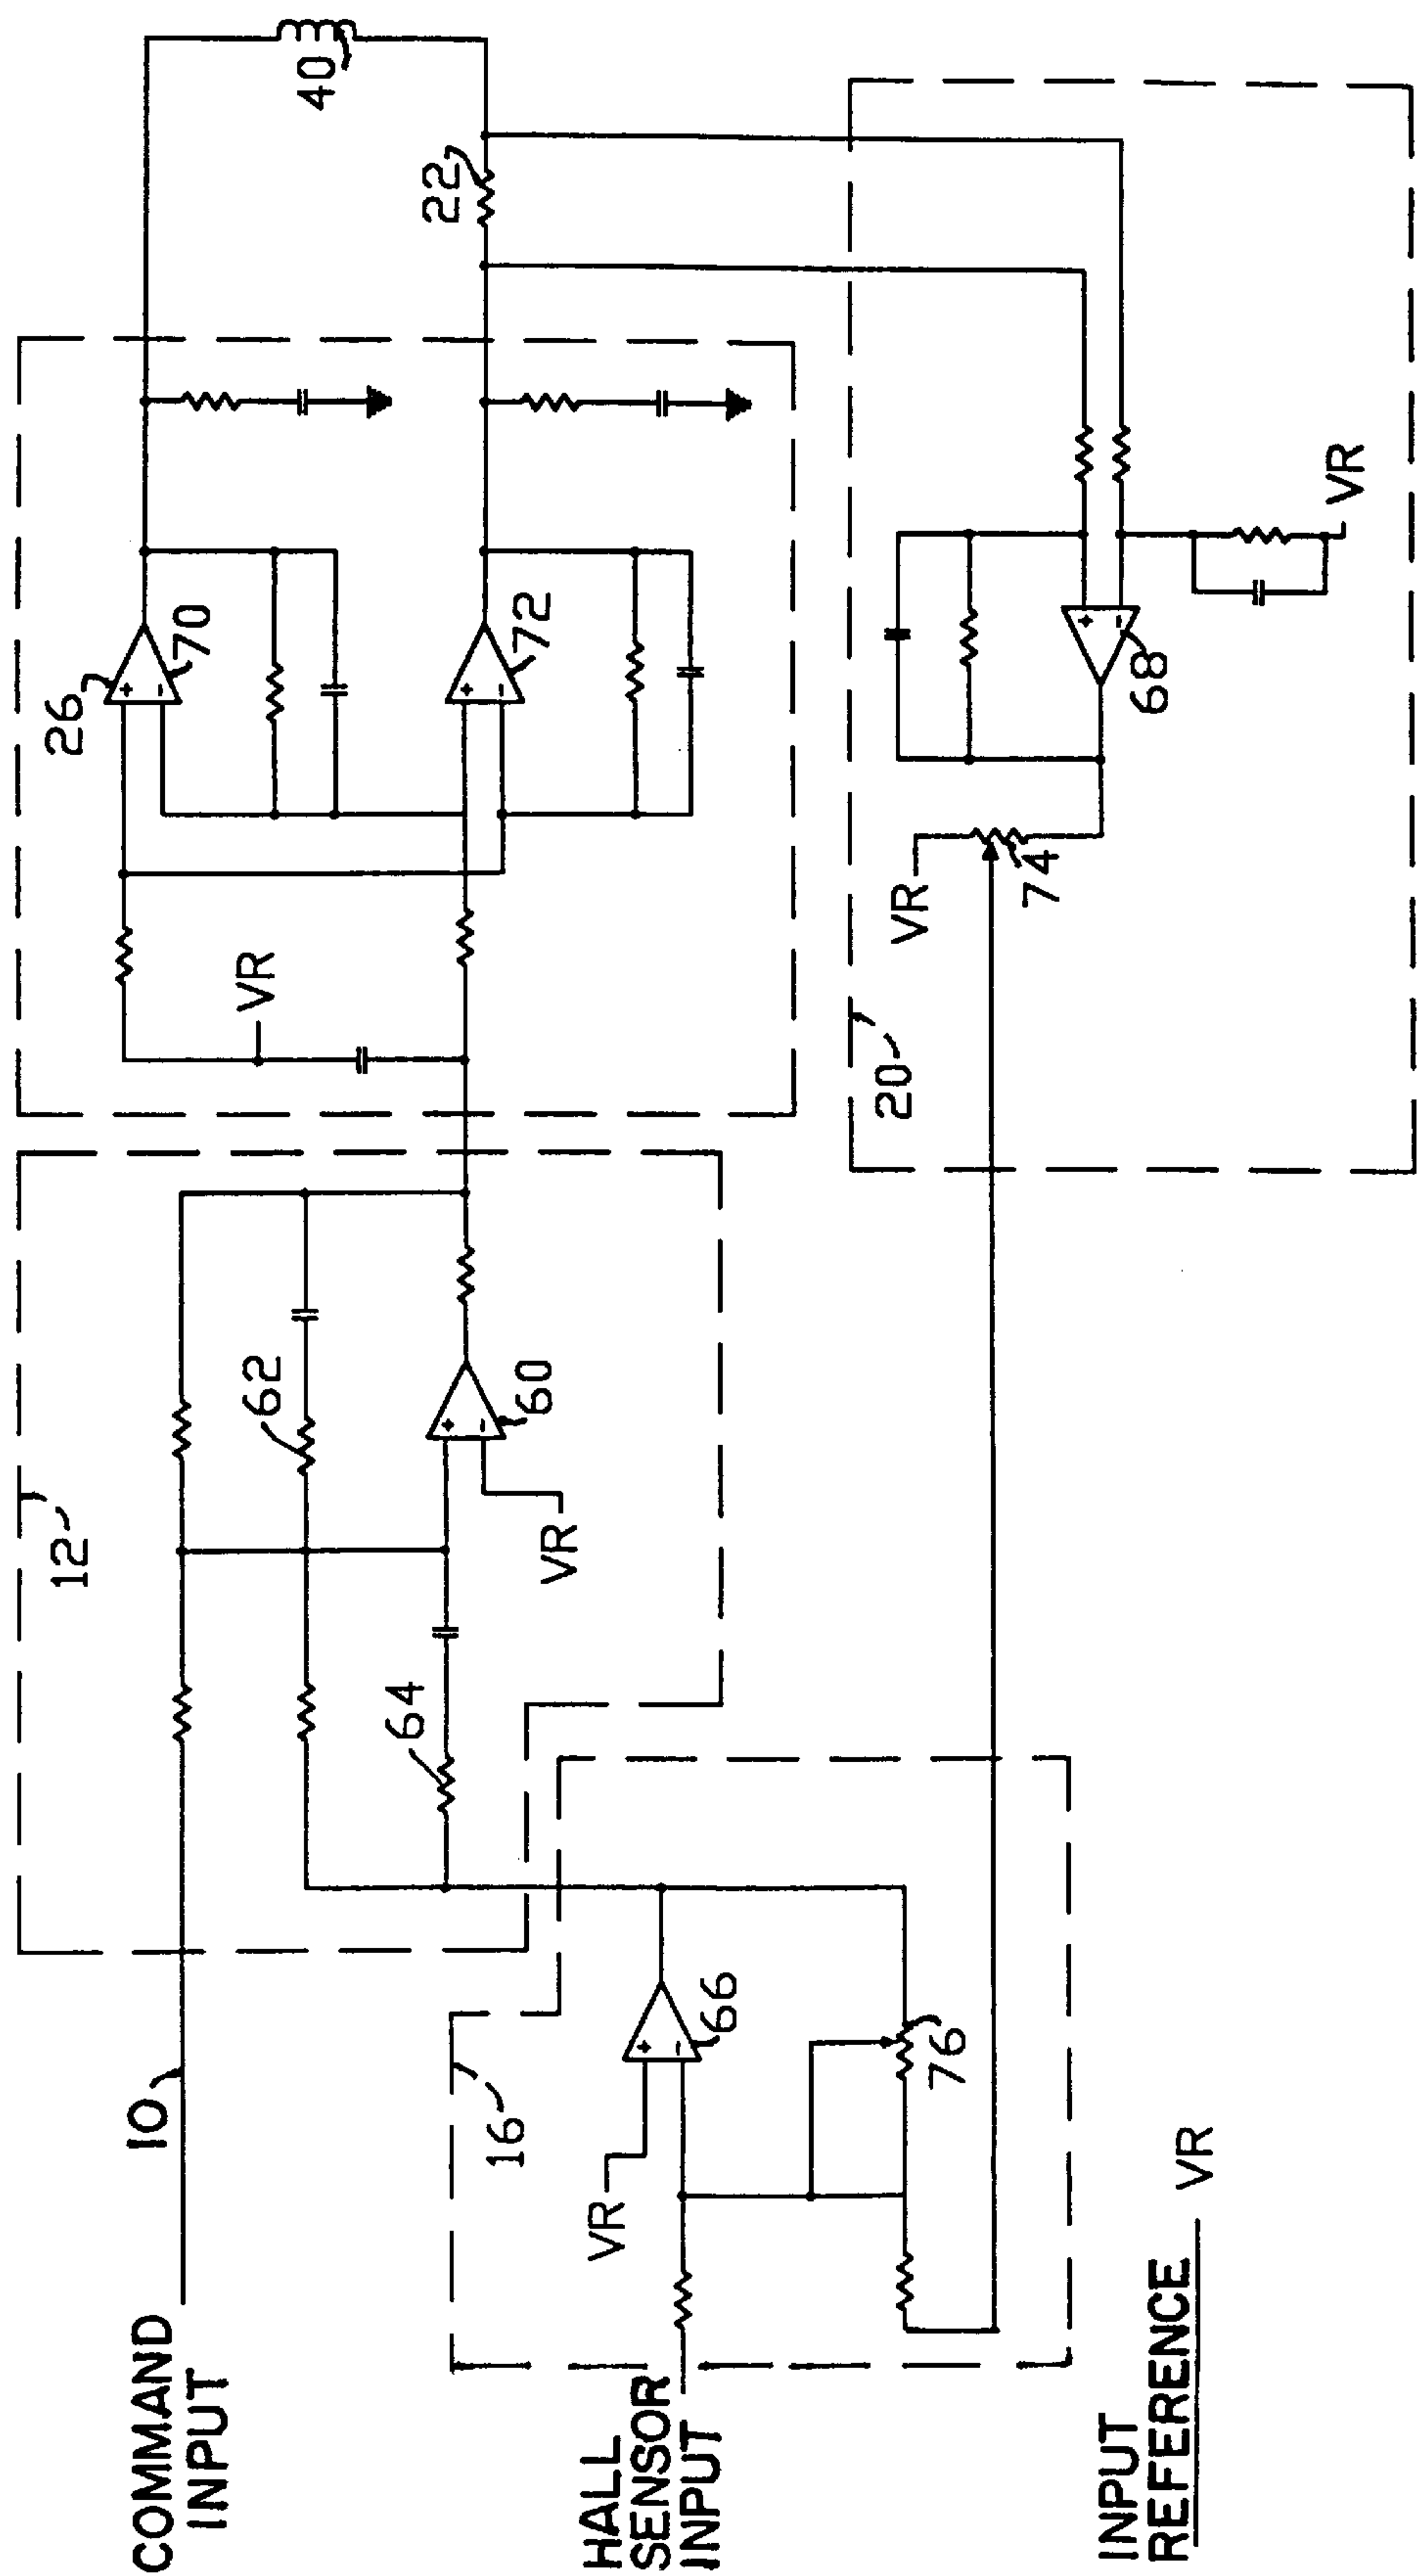 COMMAND
INPUT
10
12
62
64
60
VR
26
70
72
VR
40
22
HALL
SENSOR
INPUT
16
VR
66
76
20
VR
74
68
VR
INPUT
REFERENCE
VR